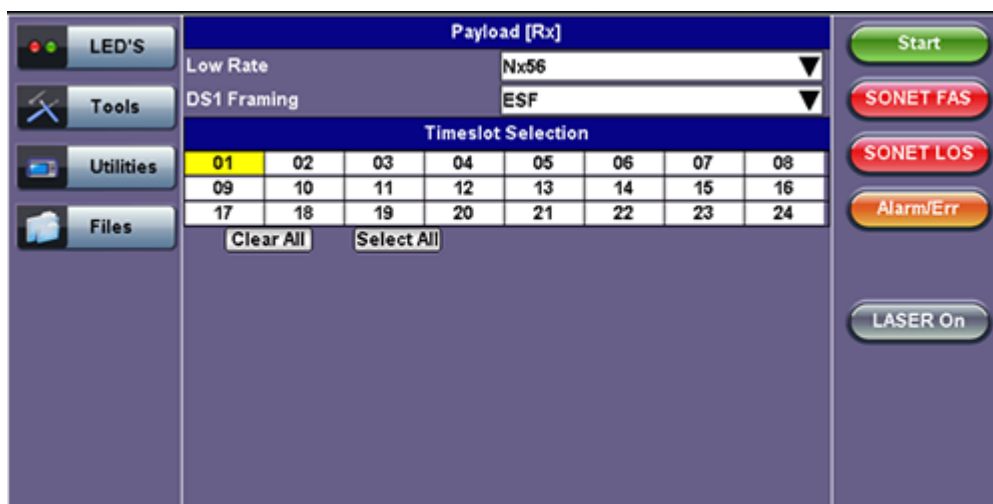 LED'S
Tools
Utilities
Files
Payload [Rx]
Low Rate Nx56
DS1 Framing ESF
Timeslot Selection
01 02 03 04 05 06 07 08
09 10 11 12 13 14 15 16
17 18 19 20 21 22 23 24
Clear All Select All
Start
SONET FAS
SONET LOS
Alarm/Err
LASER On